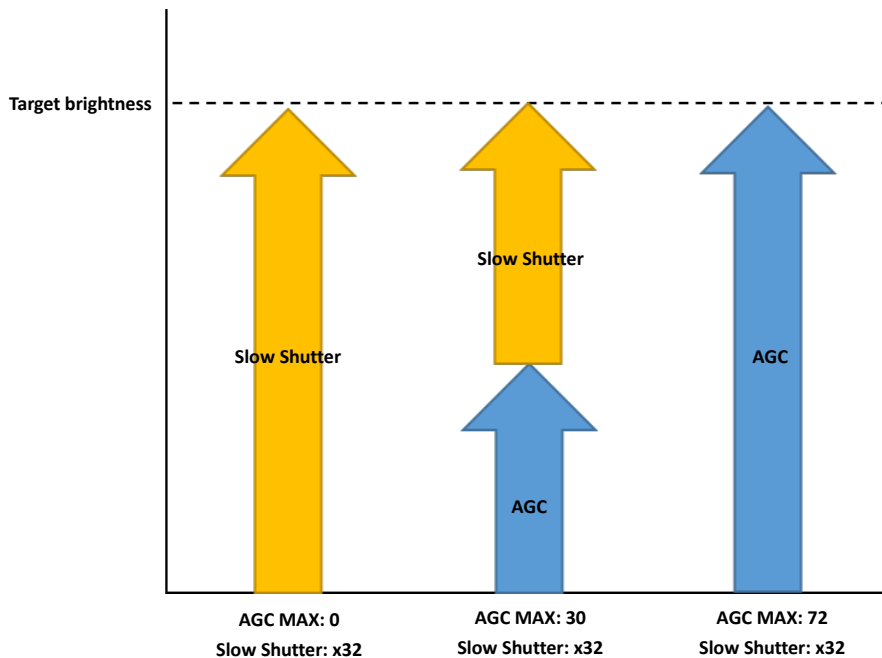 Target brightness
Slow Shutter
Slow Shutter
AGC
AGC
AGC MAX: 0
Slow Shutter: x32
AGC MAX: 30
Slow Shutter: x32
AGC MAX: 72
Slow Shutter: x32